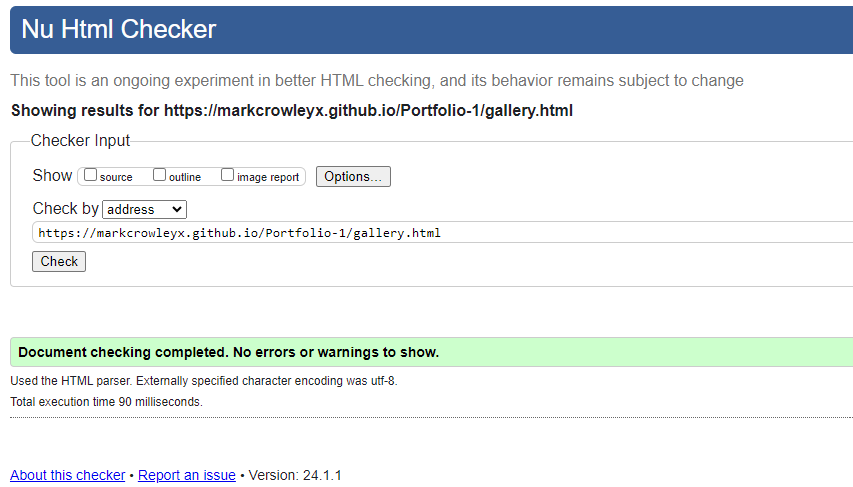 Nu Html Checker
This tool is an ongoing experiment in better HTML checking, and its behavior remains subject to change
Showing results for https://markcrowleyx.github.io/Portfolio-1/gallery.html
Checker Input
Show source outline image report Options...
Check by address
https://markcrowleyx.github.io/Portfolio-1/gallery.html
Check
Document checking completed. No errors or warnings to show.
Used the HTML parser. Externally specified character encoding was utf-8.
Total execution time 90 milliseconds.
About this checker • Report an issue • Version: 24.1.1